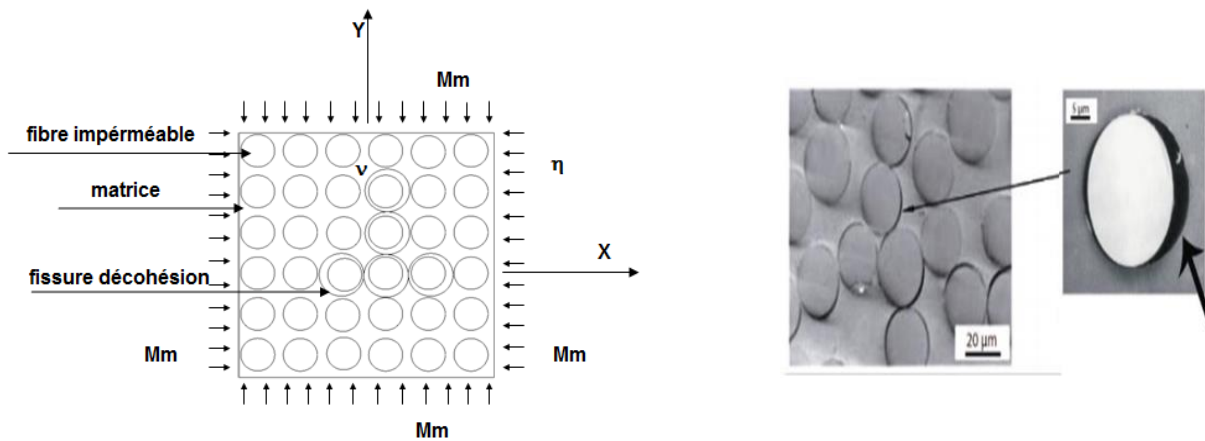 Y
Mm
fibre impérméable
ν
η
matrice
X
fissure décohésion
Mm
Mm
Mm
5 µm
20 µm